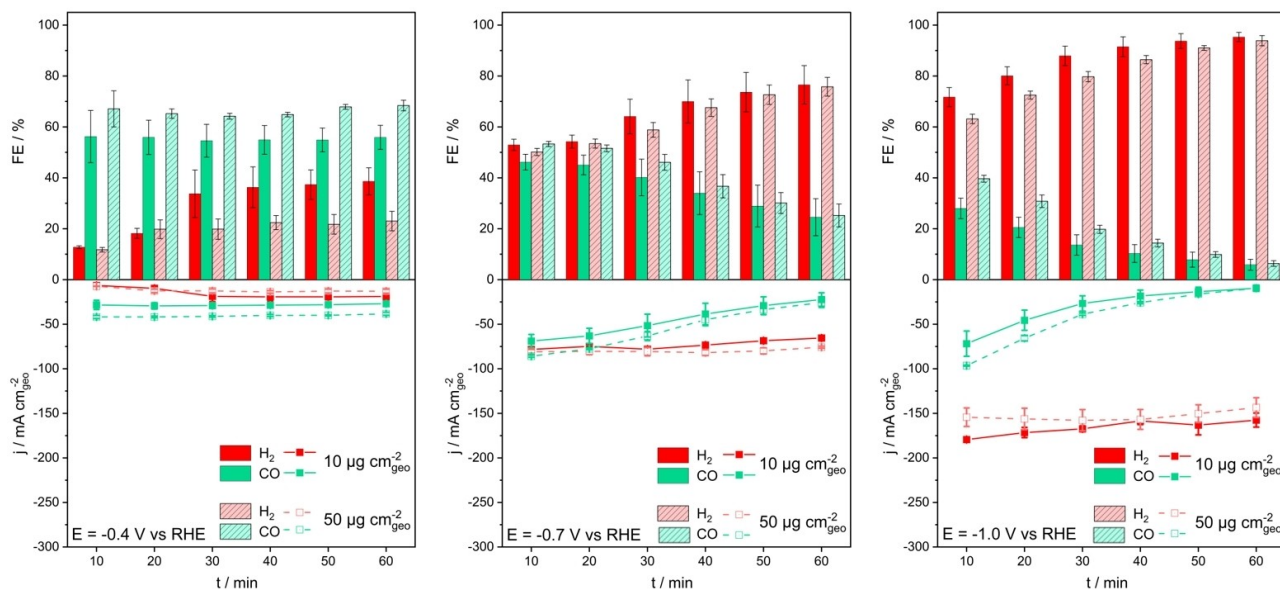 FE / %
100
80
60
40
20
0
j / mA cm⁻²geo
-50
-100
-150
-200
-250
-300
H₂
CO
10 µg cm⁻²geo
H₂
CO
50 µg cm⁻²geo
E = -0.4 V vs RHE
10 20 30 40 50 60
t / min
FE / %
100
80
60
40
20
0
j / mA cm⁻²geo
-50
-100
-150
-200
-250
-300
H₂
CO
10 µg cm⁻²geo
H₂
CO
50 µg cm⁻²geo
E = -0.7 V vs RHE
10 20 30 40 50 60
t / min
FE / %
100
80
60
40
20
0
j / mA cm⁻²geo
-50
-100
-150
-200
-250
-300
H₂
CO
10 µg cm⁻²geo
H₂
CO
50 µg cm⁻²geo
E = -1.0 V vs RHE
10 20 30 40 50 60
t / min